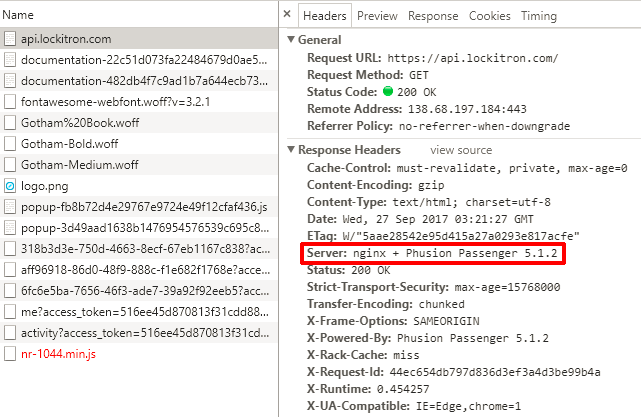 Name
api.lockitron.com
documentation-22c51d073fa22484679d0ae5…
documentation-482db4f7c9ad1b7a644ecb73…
fontawesome-webfont.woff?v=3.2.1
Gotham%20Book.woff
Gotham-Bold.woff
Gotham-Medium.woff
logo.png
popup-fb8b72d4e29767e9724e49f12cfaf436.js
popup-3d49aad1638b1476954576539c695c8…
318b3d3e-750d-4663-8ecf-67eb1167c838?acce…
aff96918-86d0-48f9-888c-f1e682f1768e?acces…
6fc6e5ba-7656-46f3-ade7-39a92f92eeb5?acc…
me?access_token=516ee45d870813f31cdd88…
activity?access_token=516ee45d870813f31cd…
nr-1044.min.js
× Headers Preview Response Cookies Timing
▼ General
Request URL: https://api.lockitron.com/
Request Method: GET
Status Code: 200 OK
Remote Address: 138.68.197.184:443
Referrer Policy: no-referrer-when-downgrade
▼ Response Headers view source
Cache-Control: must-revalidate, private, max-age=0
Content-Encoding: gzip
Content-Type: text/html; charset=utf-8
Date: Wed, 27 Sep 2017 03:21:27 GMT
ETag: W/"5aae28542e95d415a27a0293e817acfe"
Server: nginx + Phusion Passenger 5.1.2
Status: 200 OK
Strict-Transport-Security: max-age=15768000
Transfer-Encoding: chunked
X-Frame-Options: SAMEORIGIN
X-Powered-By: Phusion Passenger 5.1.2
X-Rack-Cache: miss
X-Request-Id: 44ec654db797d836d3ef3a4d3be99b4a
X-Runtime: 0.454257
X-UA-Compatible: IE=Edge,chrome=1